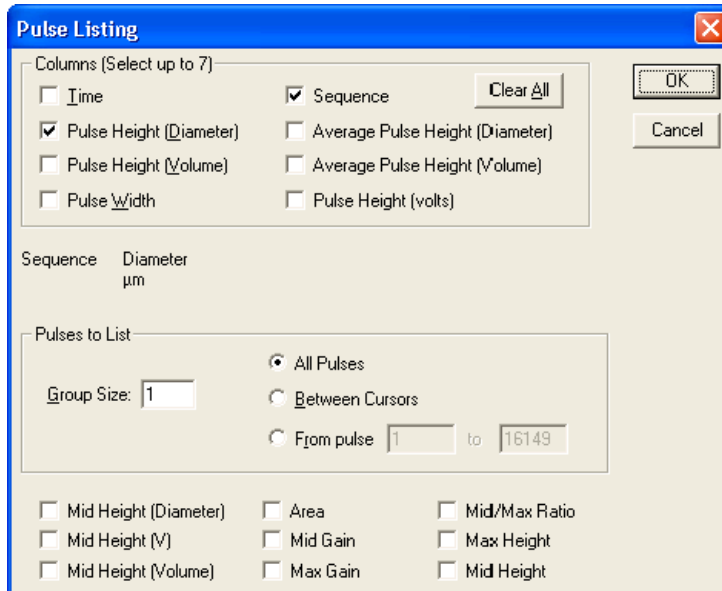 Pulse Listing
Columns (Select up to 7)
Time
Sequence
Clear All
OK
Pulse Height (Diameter)
Average Pulse Height (Diameter)
Cancel
Pulse Height (Volume)
Average Pulse Height (Volume)
Pulse Width
Pulse Height (volts)
Sequence Diameter
µm
Pulses to List
All Pulses
Group Size: 1
Between Cursors
From pulse 1 to 16149
Mid Height (Diameter) Area Mid/Max Ratio
Mid Height (V) Mid Gain Max Height
Mid Height (Volume) Max Gain Mid Height